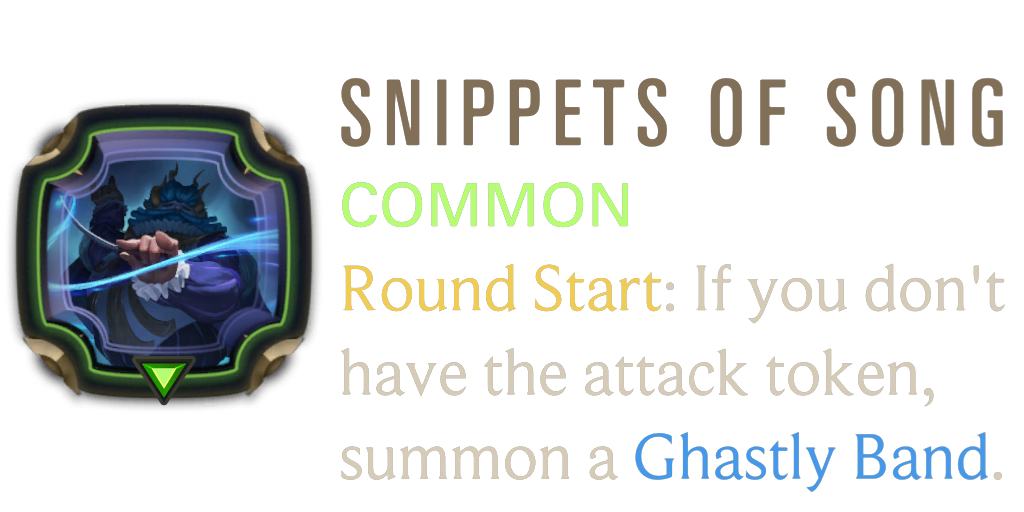 SNIPPETS OF SONG
COMMON
Round Start: If you don't
have the attack token,
summon a Ghastly Band.